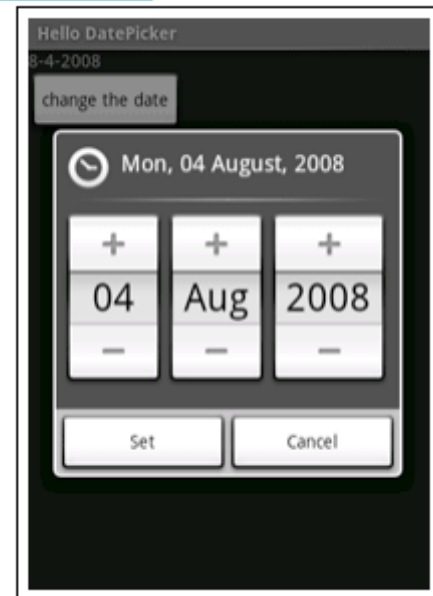 Hello DatePicker
8-4-2008
change the date
Mon, 04 August, 2008
+ + +
04 Aug 2008
− − −
Set Cancel